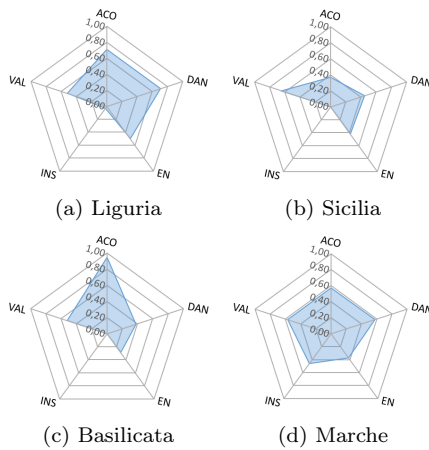 ACO
1,00
0,80
0,60
0,40
0,20
0,00
VAL
DAN
INS
EN
(a) Liguria
ACO
1,00
0,80
0,60
0,40
0,20
0,00
VAL
DAN
INS
EN
(b) Sicilia
ACO
1,00
0,80
0,60
0,40
0,20
0,00
VAL
DAN
INS
EN
(c) Basilicata
ACO
1,00
0,80
0,60
0,40
0,20
0,00
VAL
DAN
INS
EN
(d) Marche